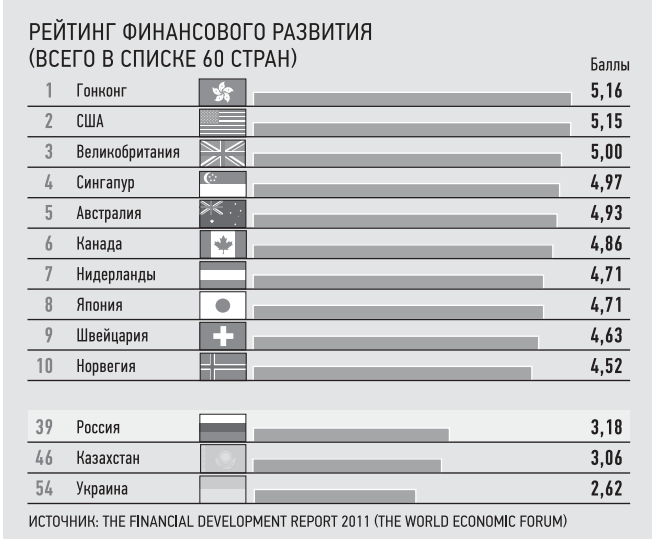 РЕЙТИНГ ФИНАНСОВОГО РАЗВИТИЯ
(ВСЕГО В СПИСКЕ 60 СТРАН)
Баллы
1 Гонконг 5,16
2 США 5,15
3 Великобритания 5,00
4 Сингапур 4,97
5 Австралия 4,93
6 Канада 4,86
7 Нидерланды 4,71
8 Япония 4,71
9 Швейцария 4,63
10 Норвегия 4,52
39 Россия 3,18
46 Казахстан 3,06
54 Украина 2,62
ИСТОЧНИК: THE FINANCIAL DEVELOPMENT REPORT 2011 (THE WORLD ECONOMIC FORUM)